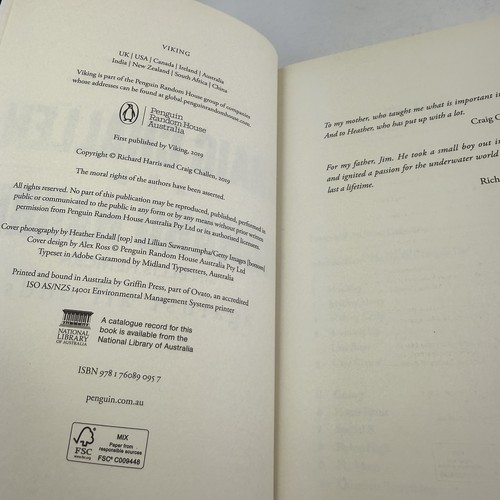 VIKING
UK | USA | Canada | Ireland | Australia
India | New Zealand | South Africa | China
Viking is part of the Penguin Random House group of companies
whose addresses can be found at global.penguinrandomhouse.com.
Penguin
Random House
Australia
First published by Viking, 2019
Copyright © Richard Harris and Craig Challen, 2019
The moral rights of the authors have been asserted.
All rights reserved. No part of this publication may be reproduced, published, performed in
public or communicated to the public in any form or by any means without prior written
permission from Penguin Random House Australia Pty Ltd or its authorised licensees.
Cover photography by Heather Endall [top] and Lillian Suwanrumpha/Getty Images [bottom]
Cover design by Alex Ross © Penguin Random House Australia Pty Ltd
Typeset in Adobe Garamond by Midland Typesetters, Australia
Printed and bound in Australia by Griffin Press, part of Ovato, an accredited
ISO AS/NZS 14001 Environmental Management Systems printer
NATIONAL
LIBRARY
OF AUSTRALIA
A catalogue record for this
book is available from the
National Library of Australia
ISBN 978 1 76089 095 7
penguin.com.au
FSC
www.fsc.org
MIX
Paper from
responsible sources
FSC® C009448
To my mother, who taught me what is important in
And to Heather, who has put up with a lot.
Craig C
For my father, Jim. He took a small boy out in
and ignited a passion for the underwater world
last a lifetime.
Rich